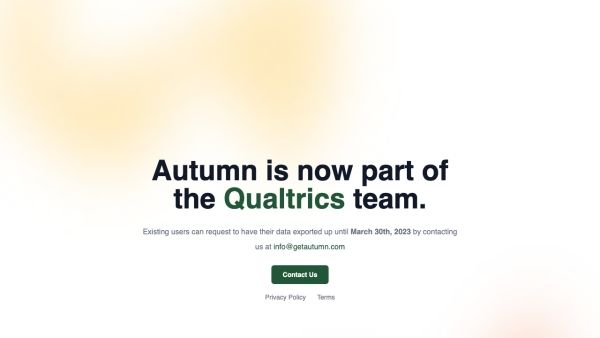 Autumn is now part of
the Qualtrics team.
Existing users can request to have their data exported up until March 30th, 2023 by contacting
us at info@getautumn.com
Contact Us
Privacy Policy Terms